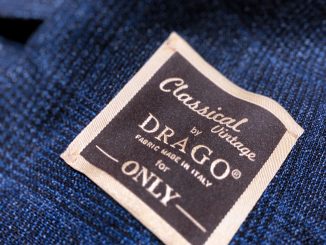 Classical
Vintage
BY
DRAGO®
FABRIC MADE IN ITALY
for
ONLY